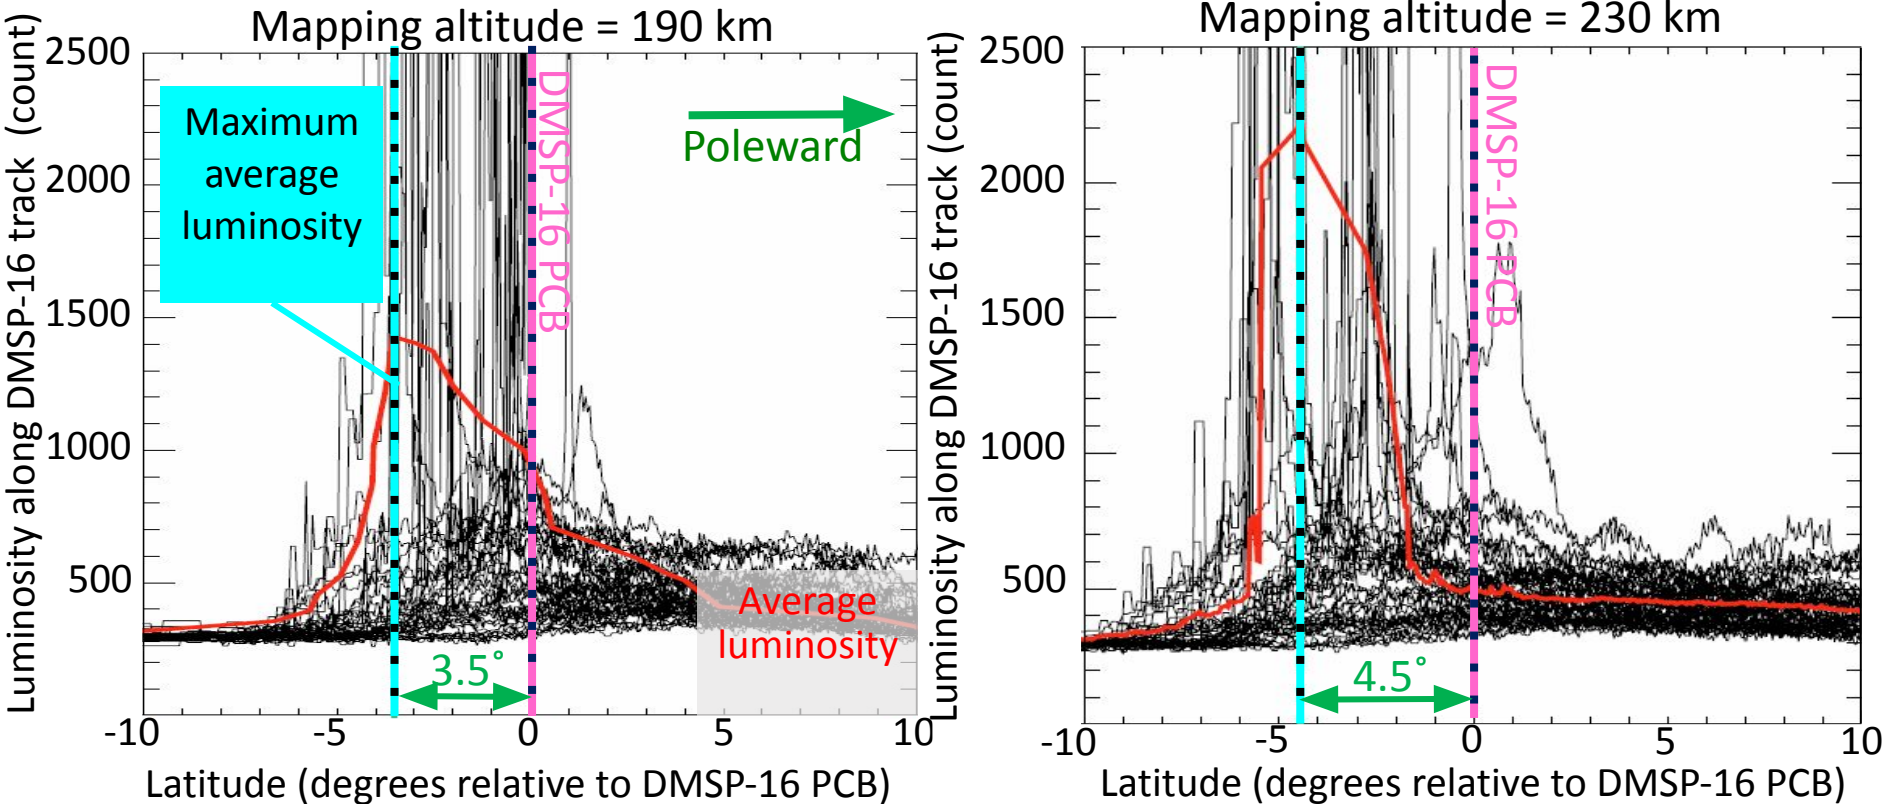 Mapping altitude = 190 km
Luminosity along DMSP-16 track (count)
2500
2000
1500
1000
500
Maximum
average
luminosity
DMSP-16 PCB
Poleward
Average
luminosity
3.5˚
-10
-5
0
5
10
Latitude (degrees relative to DMSP-16 PCB)
Mapping altitude = 230 km
Luminosity along DMSP-16 track (count)
2500
2000
1500
1000
500
DMSP-16 PCB
4.5˚
-10
-5
0
5
10
Latitude (degrees relative to DMSP-16 PCB)